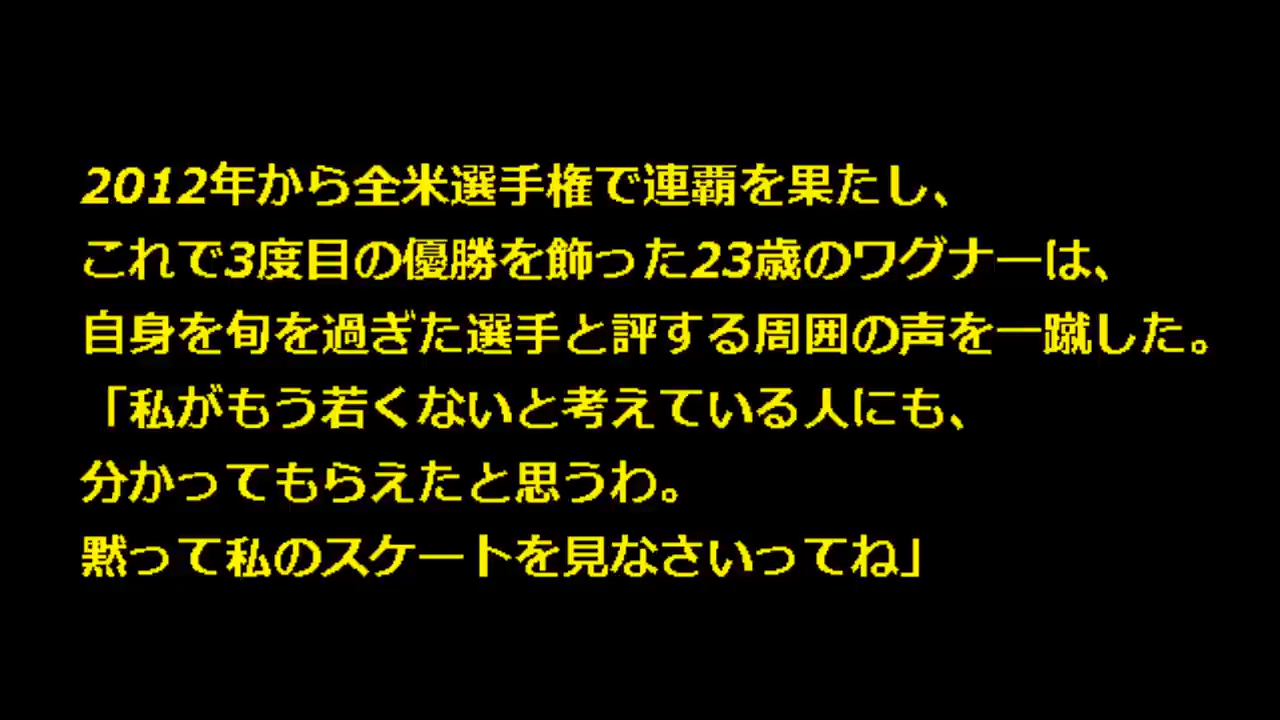 2012年から全米選手権で連覇を果たし、
これで3度目の優勝を飾った23歳のワグナーは、
自身を旬を過ぎた選手と評する周囲の声を一蹴した。
「私がもう若くないと考えている人にも、
分かってもらえたと思うわ。
黙って私のスケートを見なさいってね」